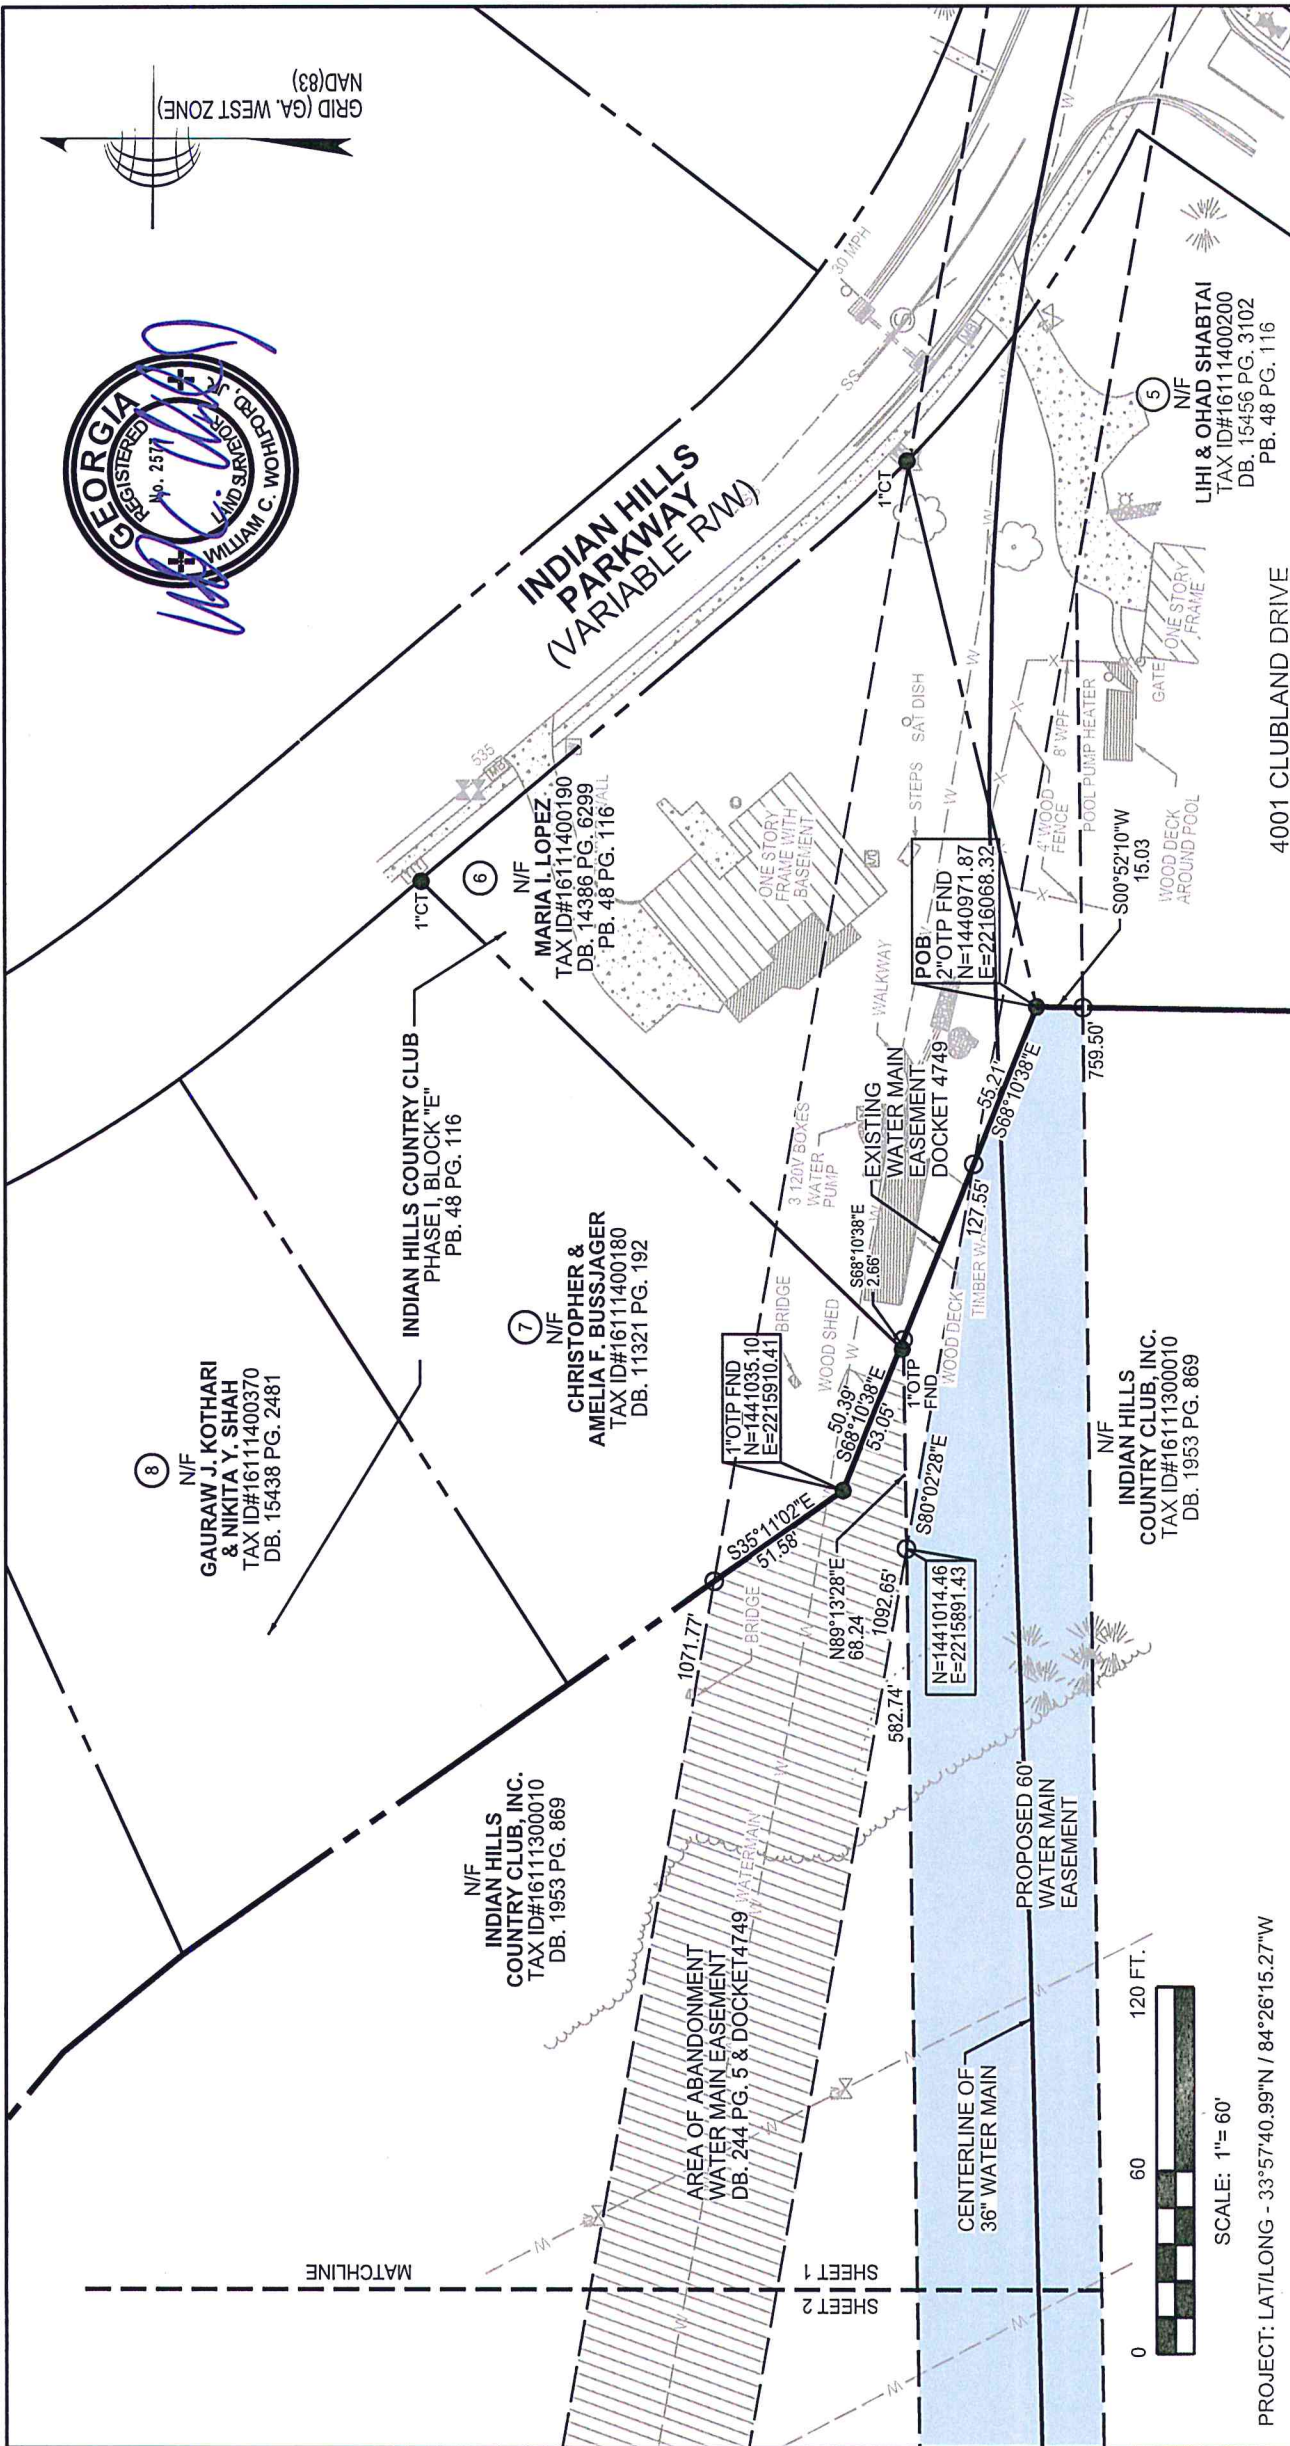 GRID (GA. WEST ZONE)
NAD(83)
GEORGIA
REGISTERED
No. 2577
LAND SURVEYOR
WILLIAM C. WOHLFORD, JR.
INDIAN HILLS
PARKWAY
(VARIABLE R/W)
30 MPH
SS
535
MB
MB
8
N/F
GAURAW J. KOTHARI
& NIKITA Y. SHAH
TAX ID#16111400370
DB. 15438 PG. 2481
INDIAN HILLS COUNTRY CLUB
PHASE I, BLOCK "E"
PB. 48 PG. 116
7
N/F
CHRISTOPHER &
AMELIA F. BUSSJAGER
TAX ID#16111400180
DB. 11321 PG. 192
1"CT
6
N/F
MARIA I. LOPEZ
TAX ID#16111400190
DB. 14386 PG. 6299
PB. 48 PG. 116
WALL
ONE STORY
FRAME WITH
BASEMENT
1"CT
5
N/F
LIHI & OHAD SHABTAI
TAX ID#16111400200
DB. 15456 PG. 3102
PB. 48 PG. 116
4001 CLUBLAND DRIVE
ONE STORY
FRAME
GATE
8' WPF
POOL PUMP HEATER
4' WOOD
FENCE
WOOD DECK
AROUND POOL
SAT DISH
STEPS
WALKWAY
POB
2"OTP FND
N=1440971.87
E=2216068.32
S00°52'10"W
15.03
759.50'
55.21'
S68°10'38"E
127.55'
EXISTING
WATER MAIN
EASEMENT
DOCKET 4749
3 120V BOXES
WATER
PUMP
S68°10'38"E
2.66'
BRIDGE
WOOD SHED
WOOD DECK
TIMBER WA
1"OTP FND
N=1441035.10
E=2215910.41
50.39'
S68°10'38"E
53.05'
1"OTP
FND
S35°11'02"E
51.58'
N89°13'28"E
68.24
S80°02'28"E
N=1441014.46
E=2215891.43
1071.77'
1092.65'
582.74'
BRIDGE
N/F
INDIAN HILLS
COUNTRY CLUB, INC.
TAX ID#16111300010
DB. 1953 PG. 869
N/F
INDIAN HILLS
COUNTRY CLUB, INC.
TAX ID#16111300010
DB. 1953 PG. 869
AREA OF ABANDONMENT
WATER MAIN EASEMENT
DB. 244 PG. 5 & DOCKET4749
WATERMAIN
PROPOSED 60'
WATER MAIN
EASEMENT
CENTERLINE OF
36" WATER MAIN
MATCHLINE
SHEET 1
SHEET 2
0 60 120 FT.
SCALE: 1"= 60'
PROJECT: LAT/LONG - 33°57'40.99"N / 84°26'15.27"W